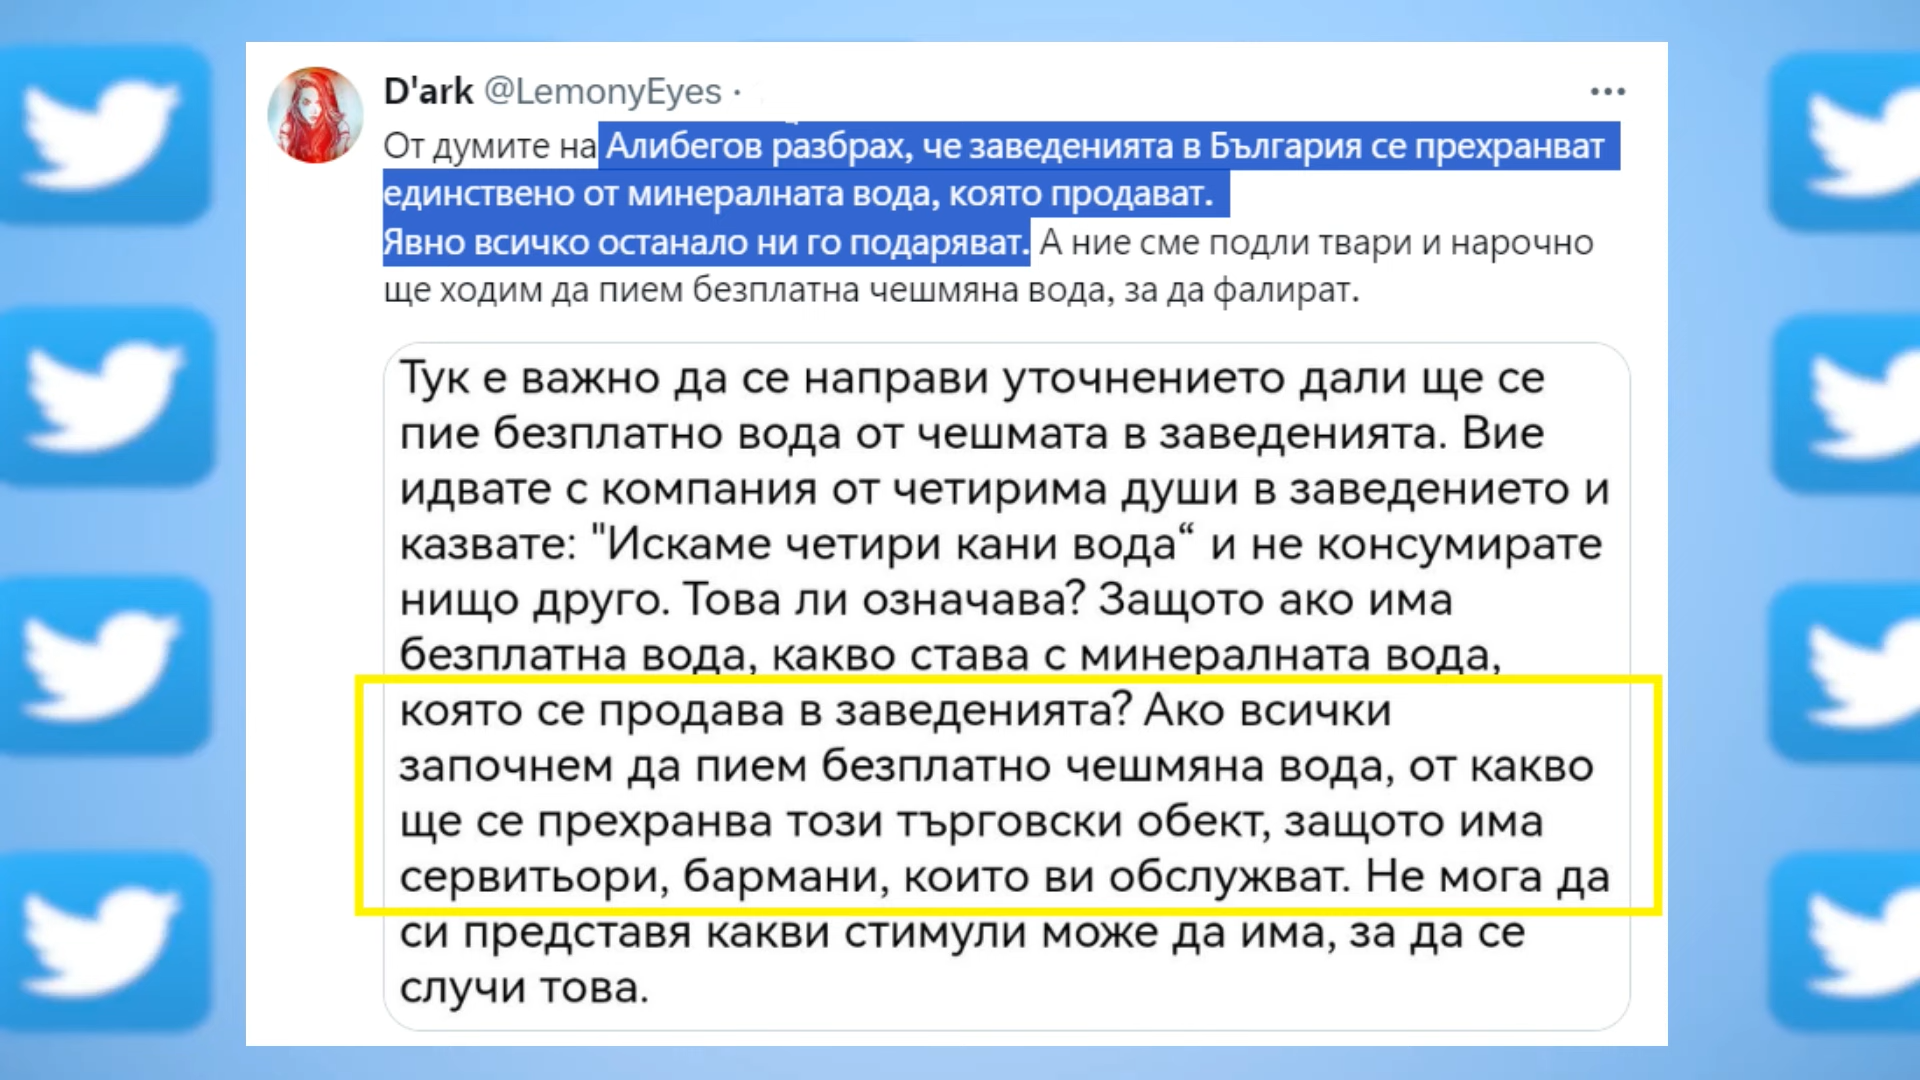 D'ark @LemonyEyes ·
От думите на Алибегов разбрах, че заведенията в България се прехранват
единствено от минералната вода, която продават.
Явно всичко останало ни го подаряват. А ние сме подли твари и нарочно
ще ходим да пием безплатна чешмяна вода, за да фалират.
Тук е важно да се направи уточнението дали ще се
пие безплатно вода от чешмата в заведенията. Вие
идвате с компания от четирима души в заведението и
казвате: "Искаме четири кани вода“ и не консумирате
нищо друго. Това ли означава? Защото ако има
безплатна вода, какво става с минералната вода,
която се продава в заведенията? Ако всички
започнем да пием безплатно чешмяна вода, от какво
ще се прехранва този търговски обект, защото има
сервитьори, бармани, които ви обслужват. Не мога да
си представя какви стимули може да има, за да се
случи това.